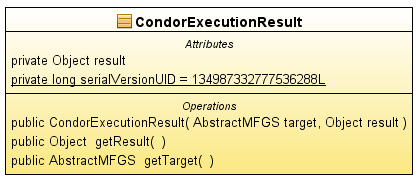 CondorExecutionResult
Attributes
private Object result
private long serialVersionUID = 134987332777536288L
Operations
public CondorExecutionResult( AbstractMFGS target, Object result )
public Object getResult( )
public AbstractMFGS getTarget( )